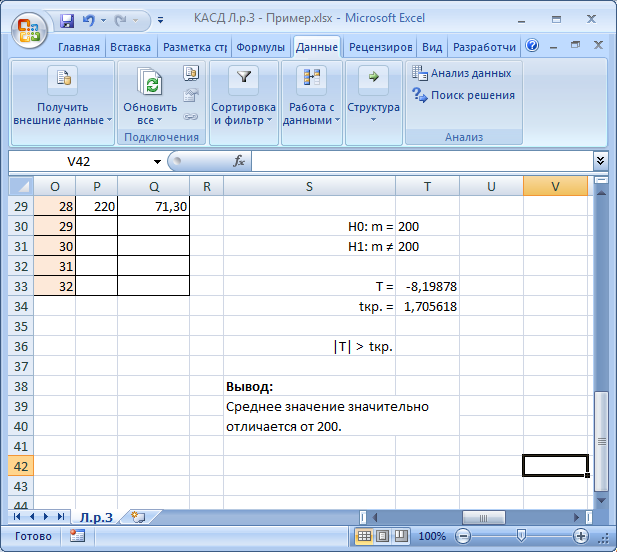 КАСД Л.р.3 - Пример.xlsx - Microsoft Excel
Главная Вставка Разметка стр Формулы Данные Рецензиров Вид Разработчи
Получить внешние данные
Обновить все
Подключения
Сортировка и фильтр
Работа с данными
Структура
Анализ данных
Поиск решения
Анализ
V42 fx
O P Q R S T U V
29 28 220 71,30
30 29 H0: m = 200
31 30 H1: m ≠ 200
32 31
33 32 T = -8,19878
34 tкр. = 1,705618
35
36 |T| > tкр.
37
38 Вывод:
39 Среднее значение значительно
40 отличается от 200.
41
42
43
44
Л.р.3
Готово 100%